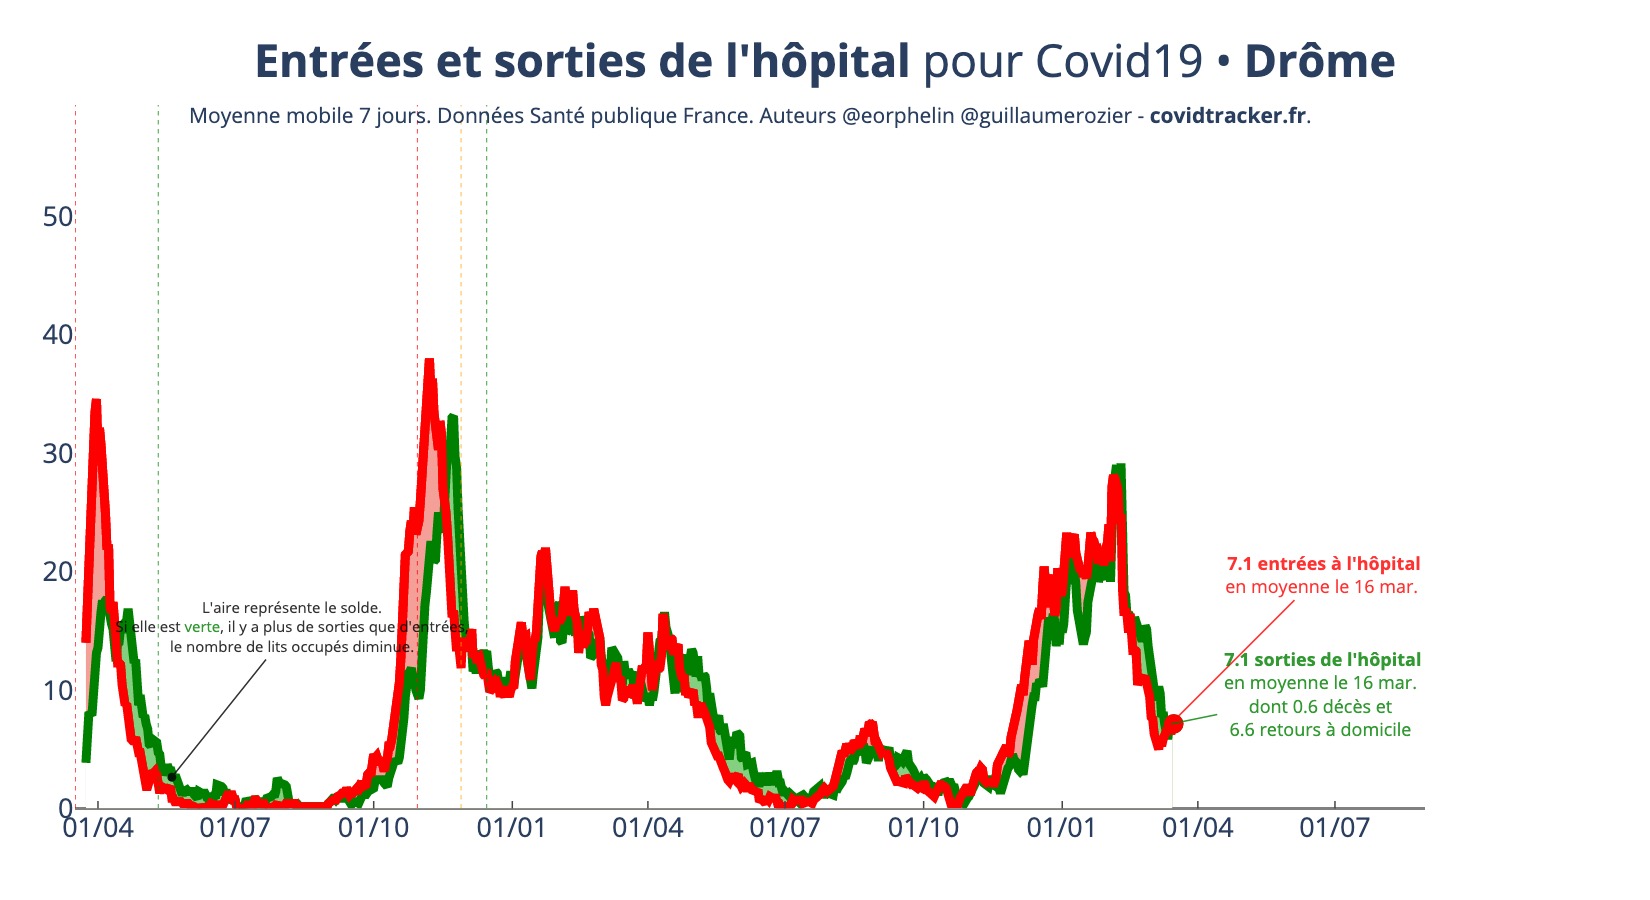 Entrées et sorties de l'hôpital pour Covid19 • Drôme
Moyenne mobile 7 jours. Données Santé publique France. Auteurs @eorphelin @guillaumerozier - covidtracker.fr.
50
40
30
20
10
0
L'aire représente le solde.
Si elle est verte, il y a plus de sorties que d'entrées,
le nombre de lits occupés diminue.
7.1 entrées à l'hôpital
en moyenne le 16 mar.
7.1 sorties de l'hôpital
en moyenne le 16 mar.
dont 0.6 décès et
6.6 retours à domicile
01/04 01/07 01/10 01/01 01/04 01/07 01/10 01/01 01/04 01/07